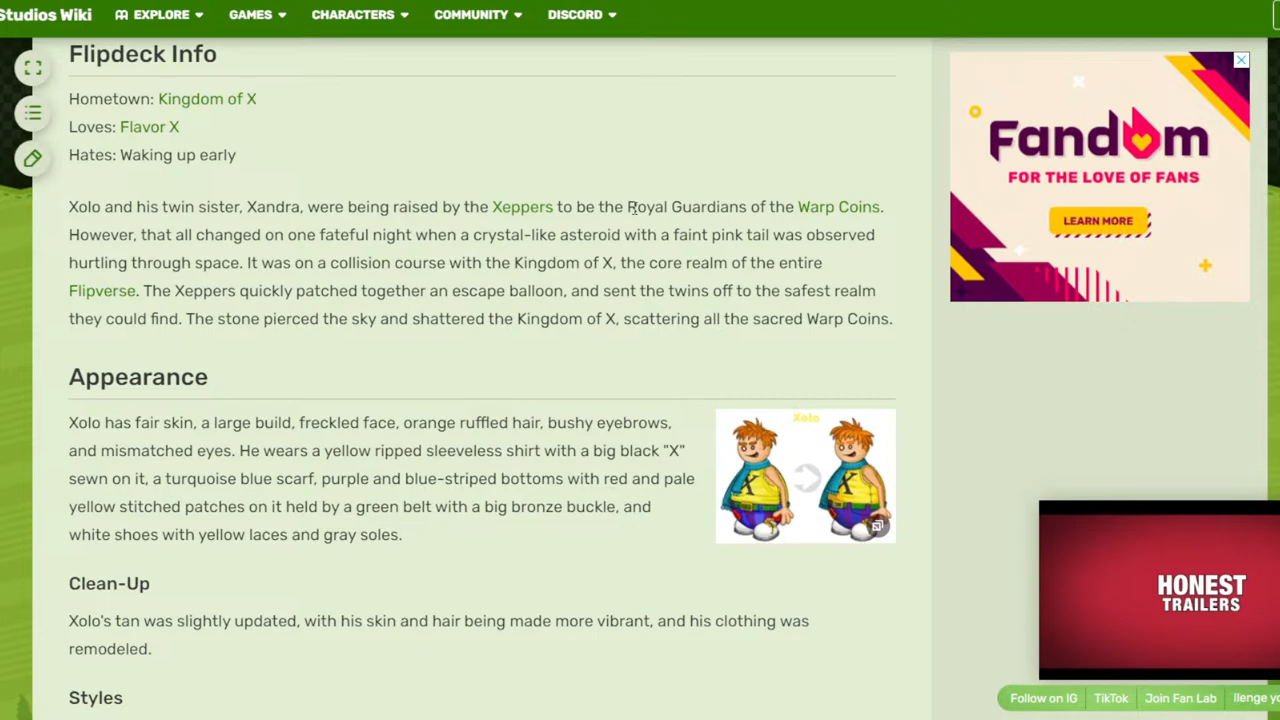 Studios Wiki EXPLORE GAMES CHARACTERS COMMUNITY DISCORD
Flipdeck Info
Hometown: Kingdom of X
Loves: Flavor X
Hates: Waking up early
Xolo and his twin sister, Xandra, were being raised by the Xeppers to be the Royal Guardians of the Warp Coins.
However, that all changed on one fateful night when a crystal-like asteroid with a faint pink tail was observed
hurtling through space. It was on a collision course with the Kingdom of X, the core realm of the entire
Flipverse. The Xeppers quickly patched together an escape balloon, and sent the twins off to the safest realm
they could find. The stone pierced the sky and shattered the Kingdom of X, scattering all the sacred Warp Coins.
Appearance
Xolo has fair skin, a large build, freckled face, orange ruffled hair, bushy eyebrows,
and mismatched eyes. He wears a yellow ripped sleeveless shirt with a big black "X"
sewn on it, a turquoise blue scarf, purple and blue-striped bottoms with red and pale
yellow stitched patches on it held by a green belt with a big bronze buckle, and
white shoes with yellow laces and gray soles.
Xolo
X
X
Clean-Up
Xolo's tan was slightly updated, with his skin and hair being made more vibrant, and his clothing was
remodeled.
Styles
Fandom
FOR THE LOVE OF FANS
LEARN MORE
HONEST
TRAILERS
Follow on IG TikTok Join Fan Lab llenge yo